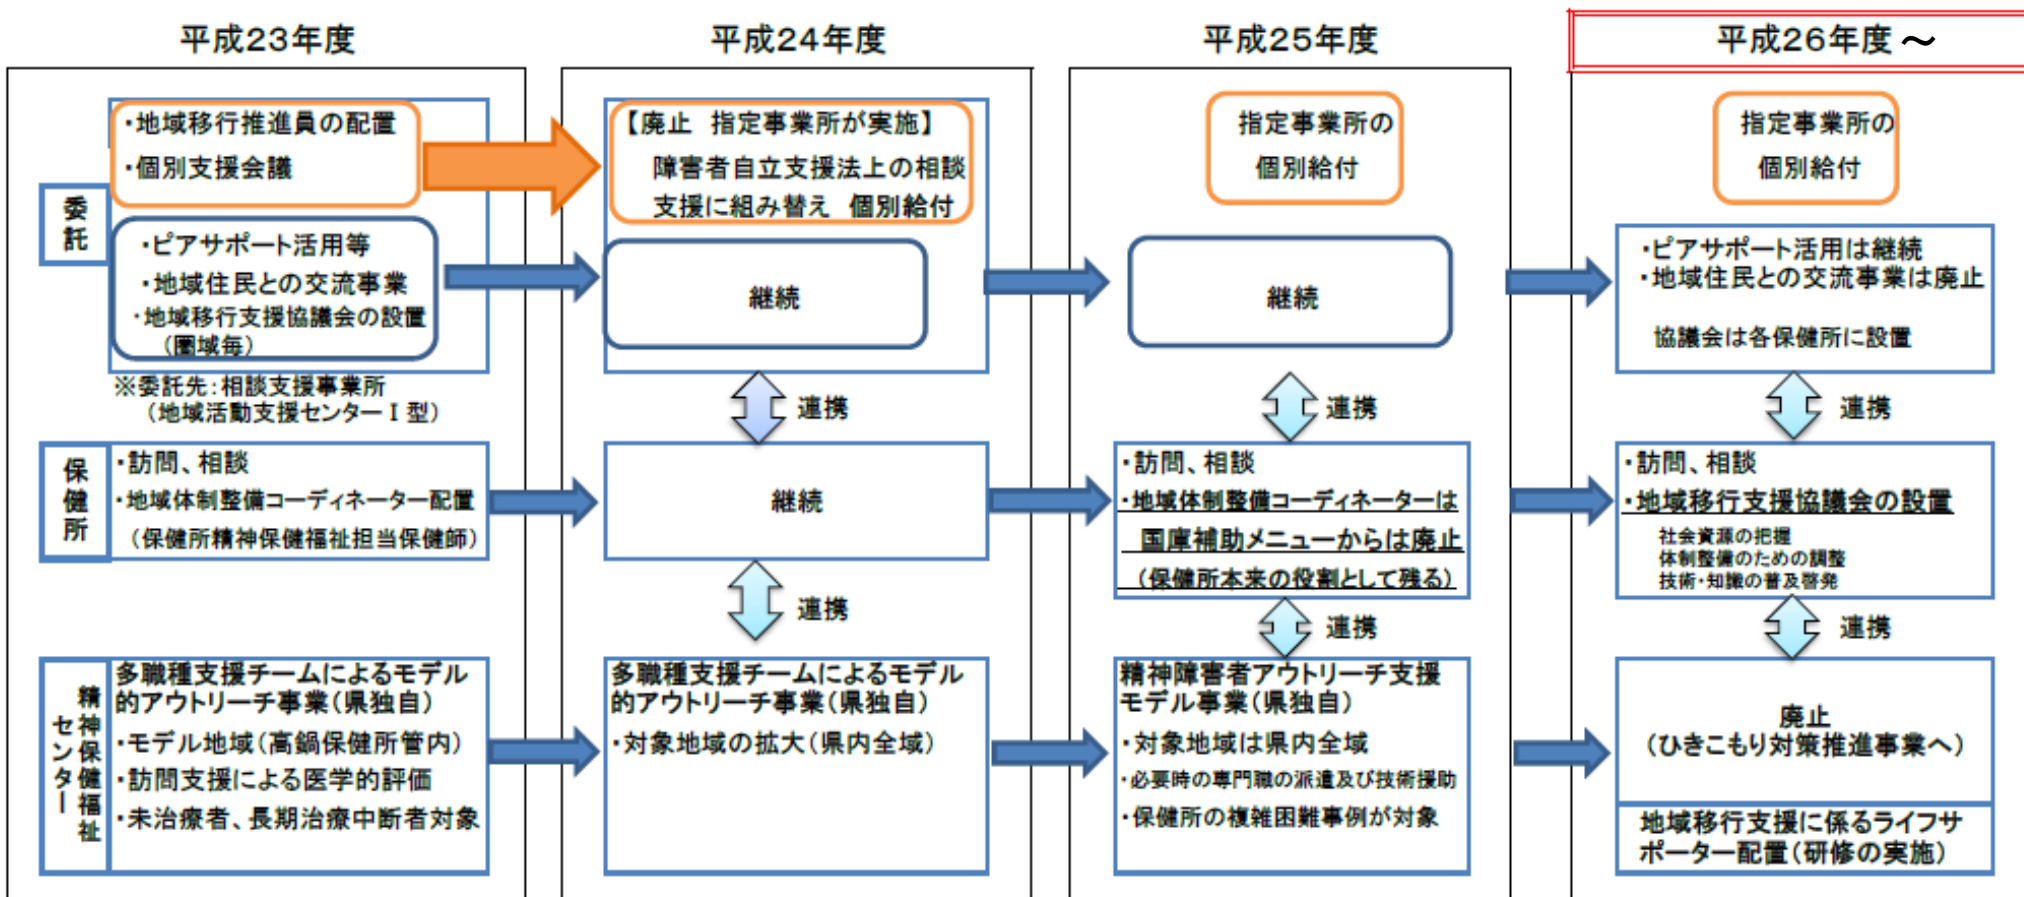 平成23年度
平成24年度
平成25年度
平成26年度～
委託
・地域移行推進員の配置
・個別支援会議
・ピアサポート活用等
・地域住民との交流事業
・地域移行支援協議会の設置
（圏域毎）
※委託先：相談支援事業所
（地域活動支援センターⅠ型）
【廃止　指定事業所が実施】
障害者自立支援法上の相談
支援に組み替え　個別給付
継続
連携
指定事業所の
個別給付
継続
連携
指定事業所の
個別給付
・ピアサポート活用は継続
・地域住民との交流事業は廃止
協議会は各保健所に設置
連携
保健所
・訪問、相談
・地域体制整備コーディネーター配置
（保健所精神保健福祉担当保健師）
継続
連携
・訪問、相談
・地域体制整備コーディネーターは
国庫補助メニューからは廃止
（保健所本来の役割として残る）
連携
・訪問、相談
・地域移行支援協議会の設置
社会資源の把握
体制整備のための調整
技術・知識の普及啓発
連携
精神保健福祉
センター
多職種支援チームによるモデル
的アウトリーチ事業（県独自）
・モデル地域（高鍋保健所管内）
・訪問支援による医学的評価
・未治療者、長期治療中断者対象
多職種支援チームによるモデル
的アウトリーチ事業（県独自）
・対象地域の拡大（県内全域）
精神障害者アウトリーチ支援
モデル事業（県独自）
・対象地域は県内全域
・必要時の専門職の派遣及び技術援助
・保健所の複雑困難事例が対象
廃止
（ひきこもり対策推進事業へ）
地域移行支援に係るライフサ
ポーター配置（研修の実施）